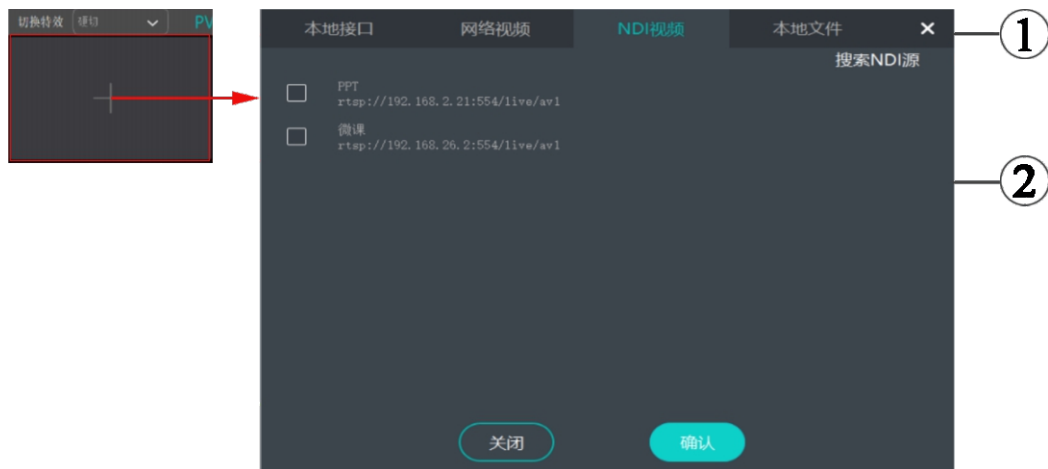 切换特效 硬切 PV
本地接口 网络视频 NDI视频 本地文件 × ①
搜索NDI源
PPT
rtsp://192.168.2.21:554/live/av1
微课
rtsp://192.168.26.2:554/live/av1
②
关闭 确认